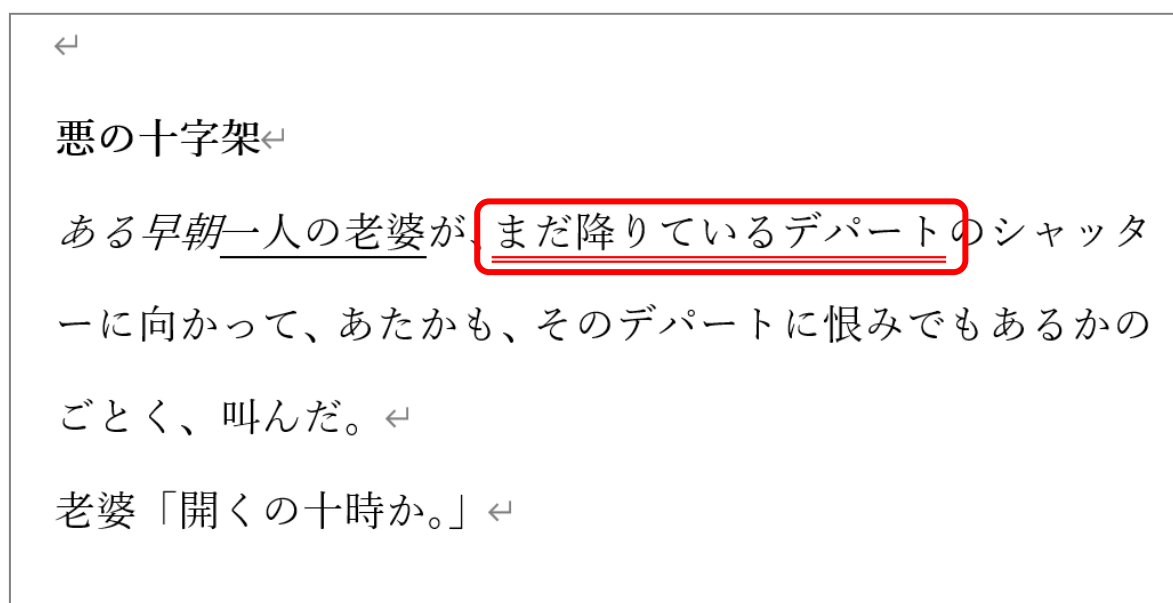 悪の十字架
ある早朝一人の老婆が、まだ降りているデパートのシャッタ
ーに向かって、あたかも、そのデパートに恨みでもあるかの
ごとく、叫んだ。
老婆「開くの十時か。」